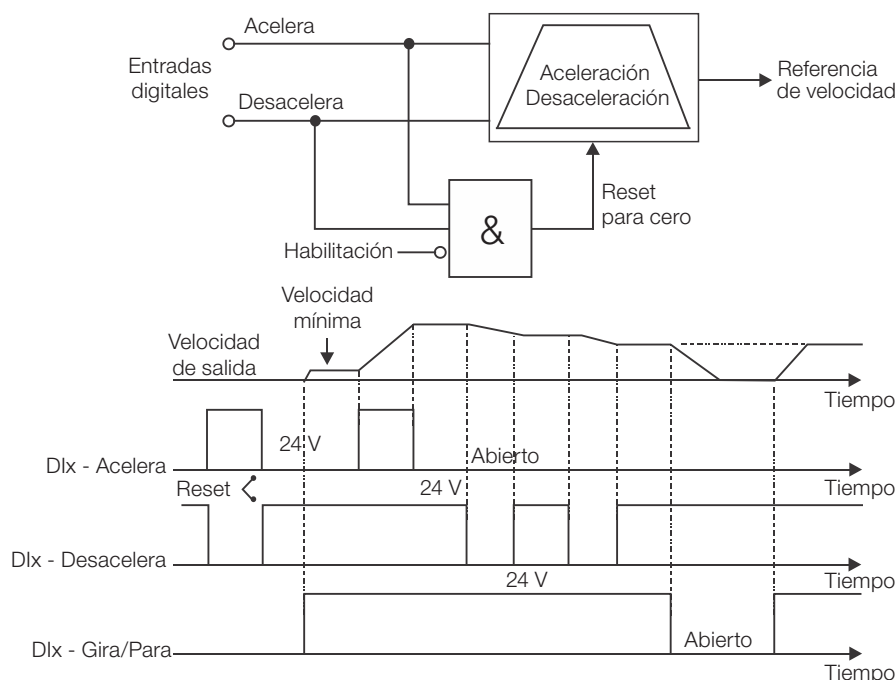 Acelera
Entradas
digitales
Desacelera
Aceleración
Desaceleración
Referencia
de velocidad
Reset
para cero
&
Habilitación
Velocidad
mínima
Velocidad
de salida
Tiempo
24 V
Abierto
DIx - Acelera
Tiempo
Reset
24 V
DIx - Desacelera
Tiempo
24 V
DIx - Gira/Para
Abierto
Tiempo